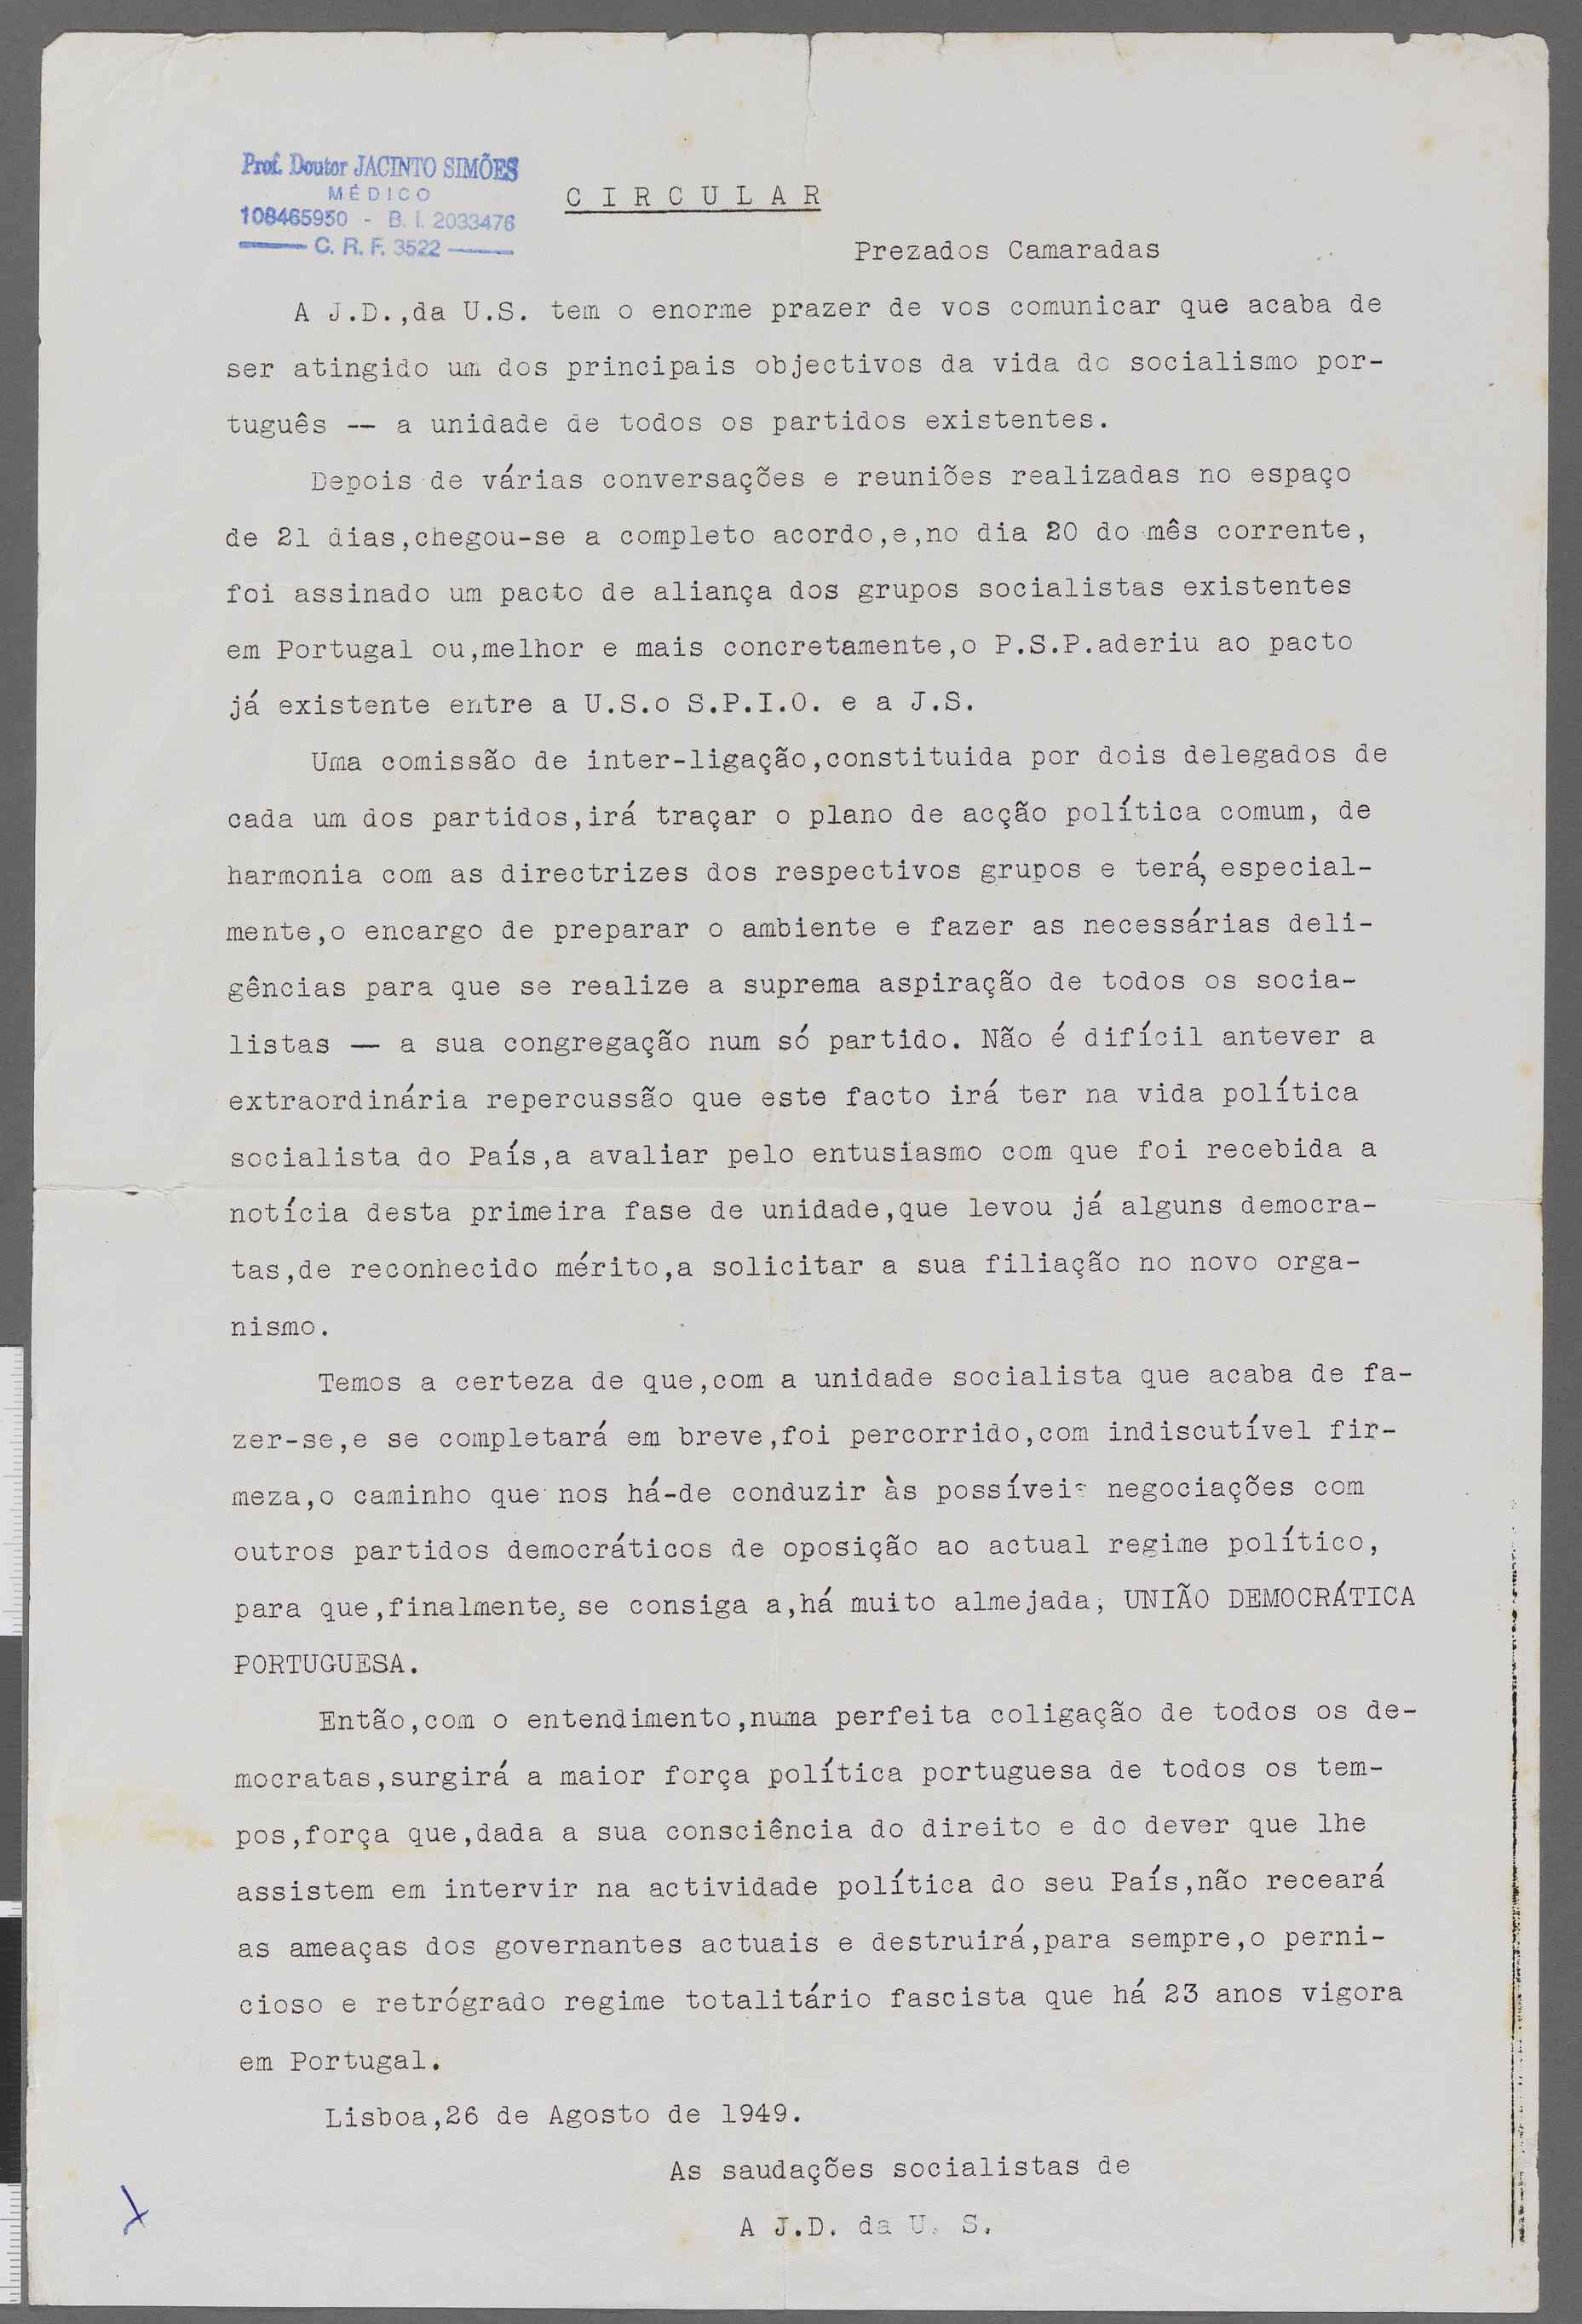 Prof. Doutor JACINTO SIMÕES
MÉDICO
108465950 - B. I. 2033476
C. R. F. 3522
CIRCULAR
Prezados Camaradas
A J.D.,da U.S. tem o enorme prazer de vos comunicar que acaba de
ser atingido um dos principais objectivos da vida do socialismo por-
tuguês -- a unidade de todos os partidos existentes.
Depois de várias conversações e reuniões realizadas no espaço
de 21 dias,chegou-se a completo acordo,e,no dia 20 do mês corrente,
foi assinado um pacto de aliança dos grupos socialistas existentes
em Portugal ou,melhor e mais concretamente,o P.S.P.aderiu ao pacto
já existente entre a U.S.o S.P.I.O. e a J.S.
Uma comissão de inter-ligação,constituida por dois delegados de
cada um dos partidos,irá traçar o plano de acção política comum, de
harmonia com as directrizes dos respectivos grupos e terá, especial-
mente,o encargo de preparar o ambiente e fazer as necessárias deli-
gências para que se realize a suprema aspiração de todos os socia-
listas — a sua congregação num só partido. Não é difícil antever a
extraordinária repercussão que este facto irá ter na vida política
socialista do País,a avaliar pelo entusiasmo com que foi recebida a
notícia desta primeira fase de unidade,que levou já alguns democra-
tas,de reconhecido mérito,a solicitar a sua filiação no novo orga-
nismo.
Temos a certeza de que,com a unidade socialista que acaba de fa-
zer-se,e se completará em breve,foi percorrido,com indiscutível fir-
meza,o caminho que nos há-de conduzir às possíveis negociações com
outros partidos democráticos de oposição ao actual regime político,
para que,finalmente, se consiga a,há muito almejada, UNIÃO DEMOCRÁTICA
PORTUGUESA.
Então,com o entendimento,numa perfeita coligação de todos os de-
mocratas,surgirá a maior força política portuguesa de todos os tem-
pos,força que,dada a sua consciência do direito e do dever que lhe
assistem em intervir na actividade política do seu País,não receará
as ameaças dos governantes actuais e destruirá,para sempre,o perni-
cioso e retrógrado regime totalitário fascista que há 23 anos vigora
em Portugal.
Lisboa,26 de Agosto de 1949.
As saudações socialistas de
A J.D. da U. S.